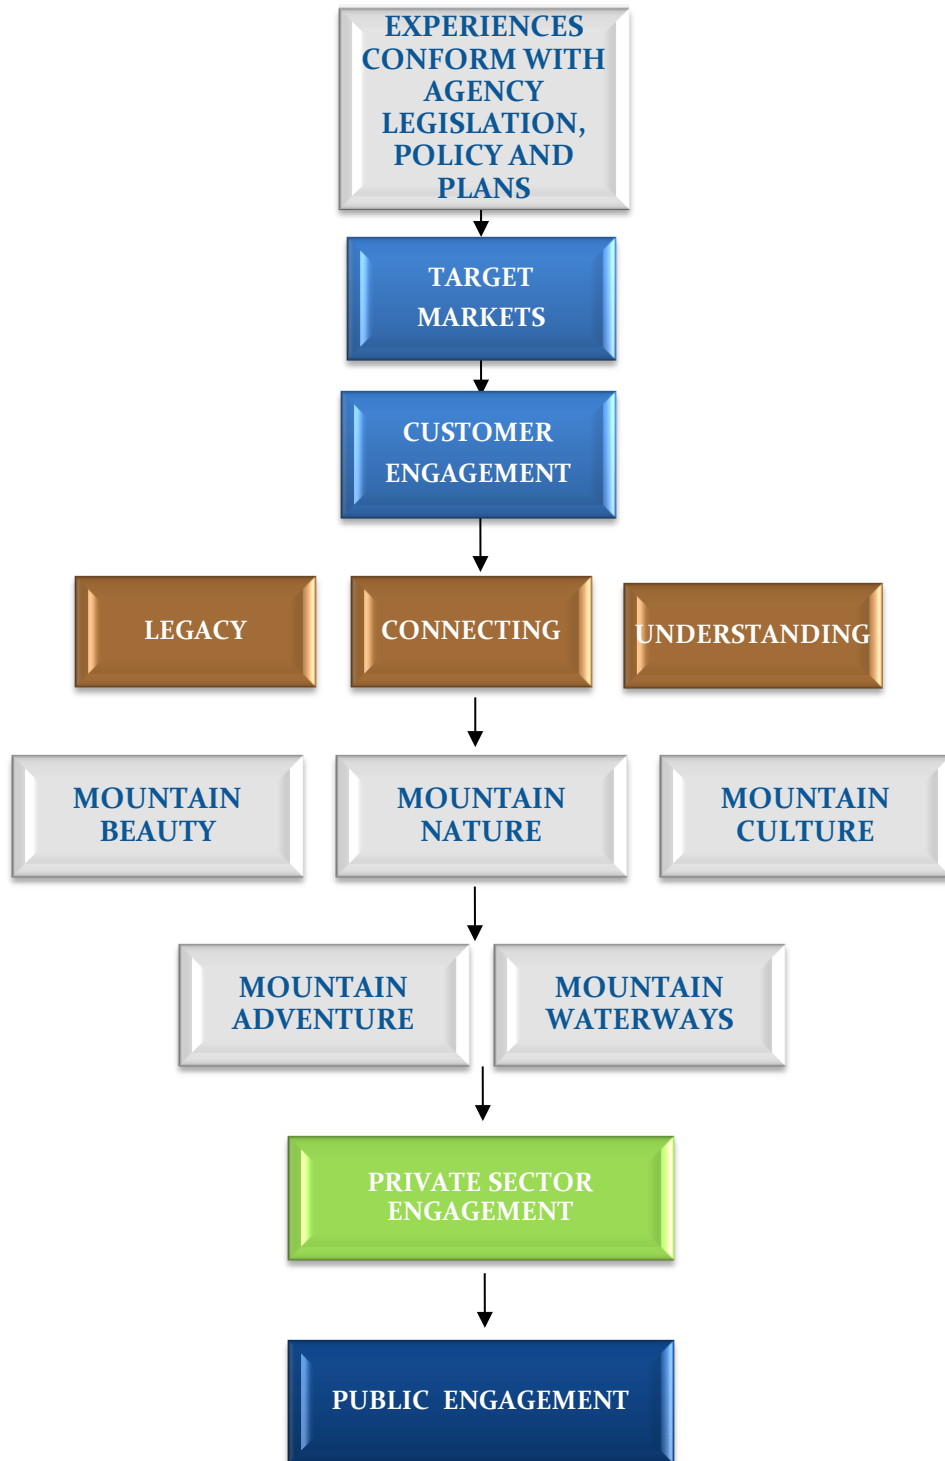 EXPERIENCES
CONFORM WITH
AGENCY
LEGISLATION,
POLICY AND
PLANS
TARGET
MARKETS
CUSTOMER
ENGAGEMENT
LEGACY
CONNECTING
UNDERSTANDING
MOUNTAIN
BEAUTY
MOUNTAIN
NATURE
MOUNTAIN
CULTURE
MOUNTAIN
ADVENTURE
MOUNTAIN
WATERWAYS
PRIVATE SECTOR
ENGAGEMENT
PUBLIC ENGAGEMENT